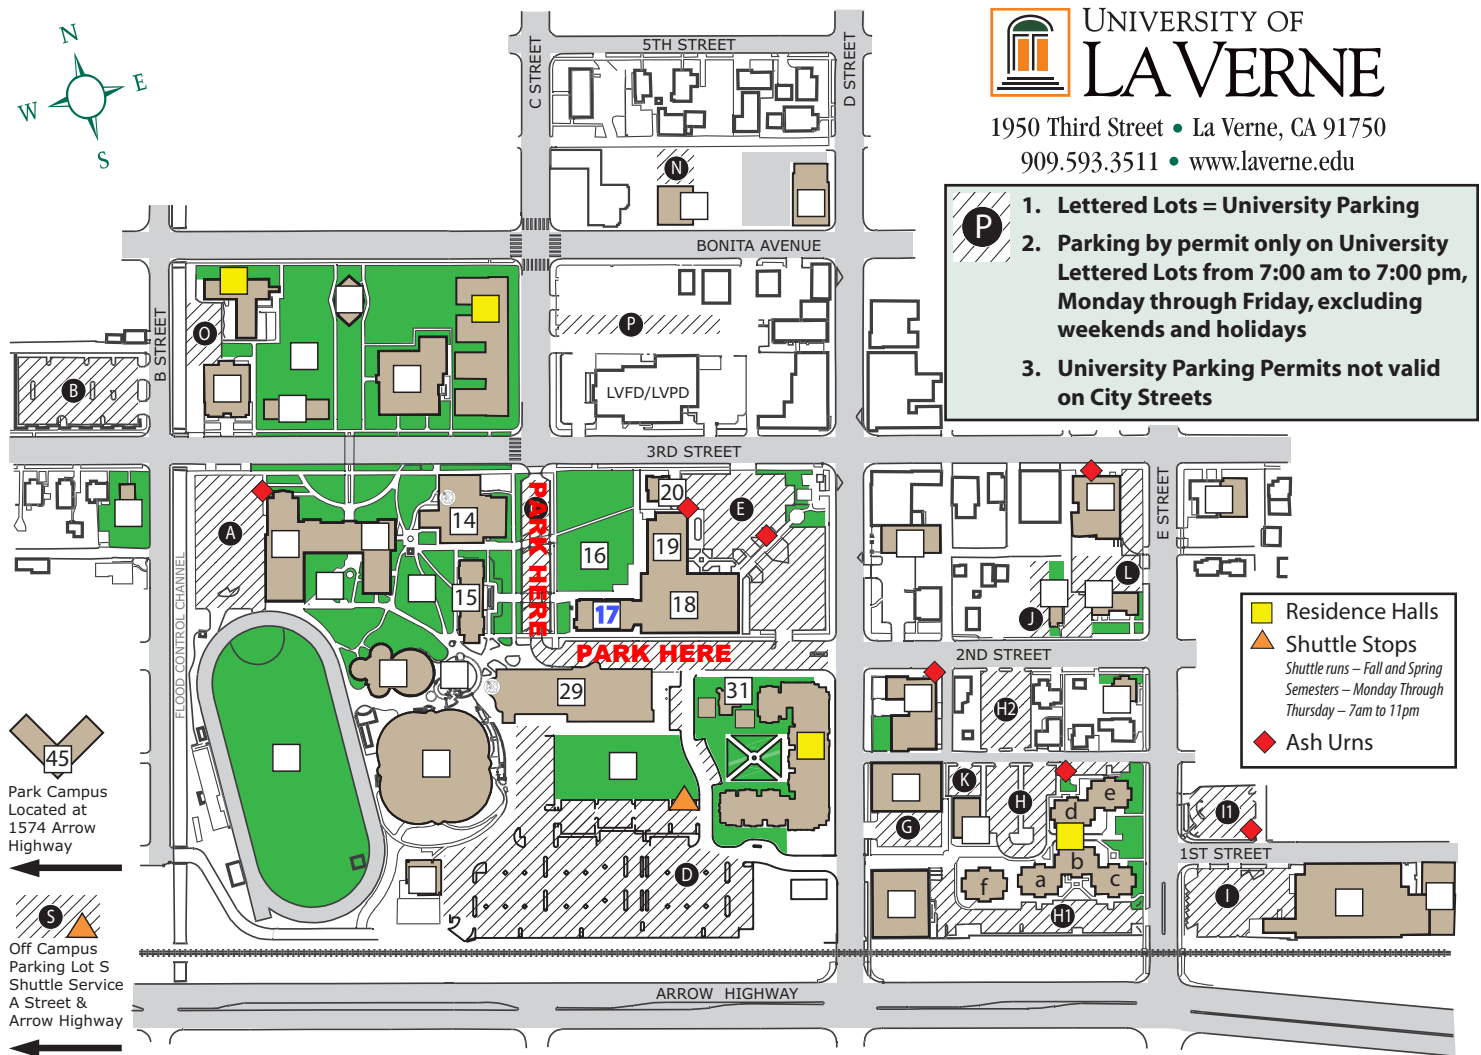 N
E
W
S
UNIVERSITY OF
LA VERNE
1950 Third Street • La Verne, CA 91750
909.593.3511 • www.laverne.edu
P
1. Lettered Lots = University Parking
2. Parking by permit only on University
Lettered Lots from 7:00 am to 7:00 pm,
Monday through Friday, excluding
weekends and holidays
3. University Parking Permits not valid
on City Streets
5TH STREET
C STREET
D STREET
N
BONITA AVENUE
B STREET
O
P
B
LVFD/LVPD
3RD STREET
E STREET
A
14
PARK HERE
20
E
16
19
15
17
18
L
J
FLOOD CONTROL CHANNEL
PARK HERE
2ND STREET
29
31
H2
Residence Halls
Shuttle Stops
Shuttle runs – Fall and Spring
Semesters – Monday Through
Thursday – 7am to 11pm
Ash Urns
45
Park Campus
Located at
1574 Arrow
Highway
K
H
G
d
e
b
a
c
f
H1
I1
1ST STREET
I
D
S
Off Campus
Parking Lot S
Shuttle Service
A Street &
Arrow Highway
ARROW HIGHWAY